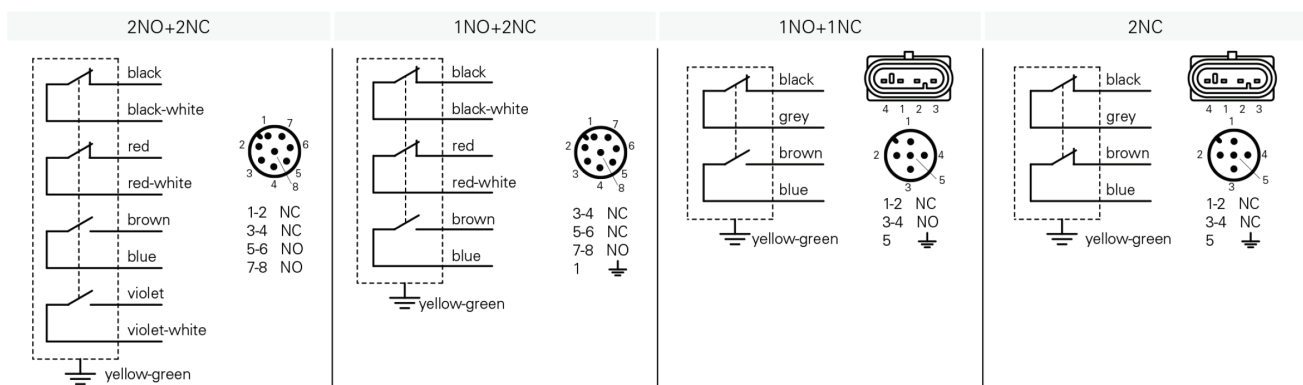 2NO+2NC
black
black-white
red
red-white
brown
blue
violet
violet-white
yellow-green
1 7
2 6
3 5
4 8
1-2 NC
3-4 NC
5-6 NO
7-8 NO
1NO+2NC
black
black-white
red
red-white
brown
blue
yellow-green
1 7
2 6
3 5
4 8
3-4 NC
5-6 NC
7-8 NO
1
1NO+1NC
black
grey
brown
blue
yellow-green
4 1 2 3
1
2 4
3 5
1-2 NC
3-4 NO
5
2NC
black
grey
brown
blue
yellow-green
4 1 2 3
1
2 4
3 5
1-2 NC
3-4 NC
5